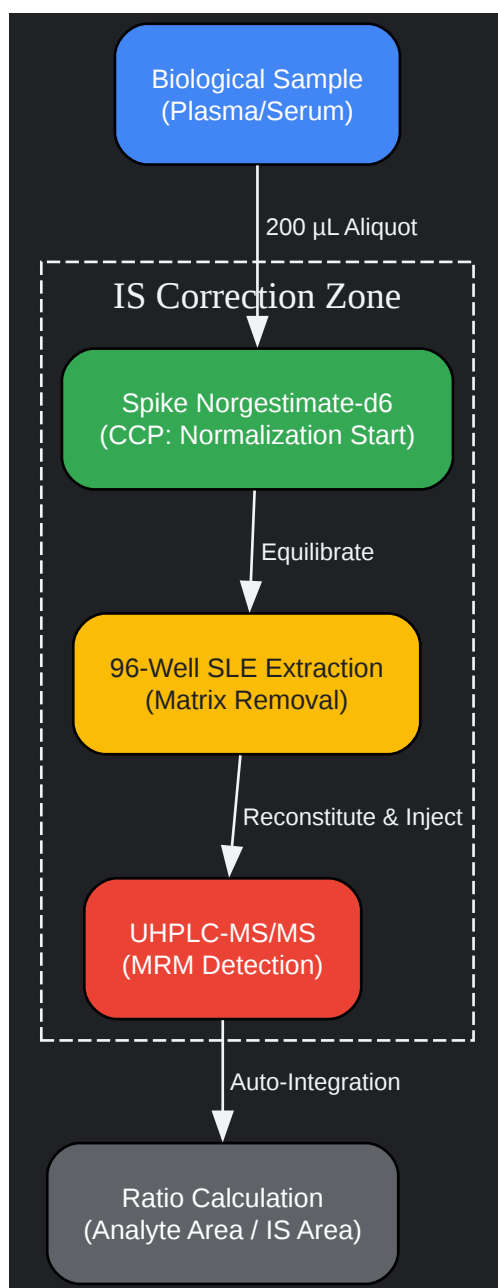 Biological Sample
(Plasma/Serum)
200 µL Aliquot
IS Correction Zone
Spike Norgestimate-d6
(CCP: Normalization Start)
Equilibrate
96-Well SLE Extraction
(Matrix Removal)
Reconstitute & Inject
UHPLC-MS/MS
(MRM Detection)
Auto-Integration
Ratio Calculation
(Analyte Area / IS Area)